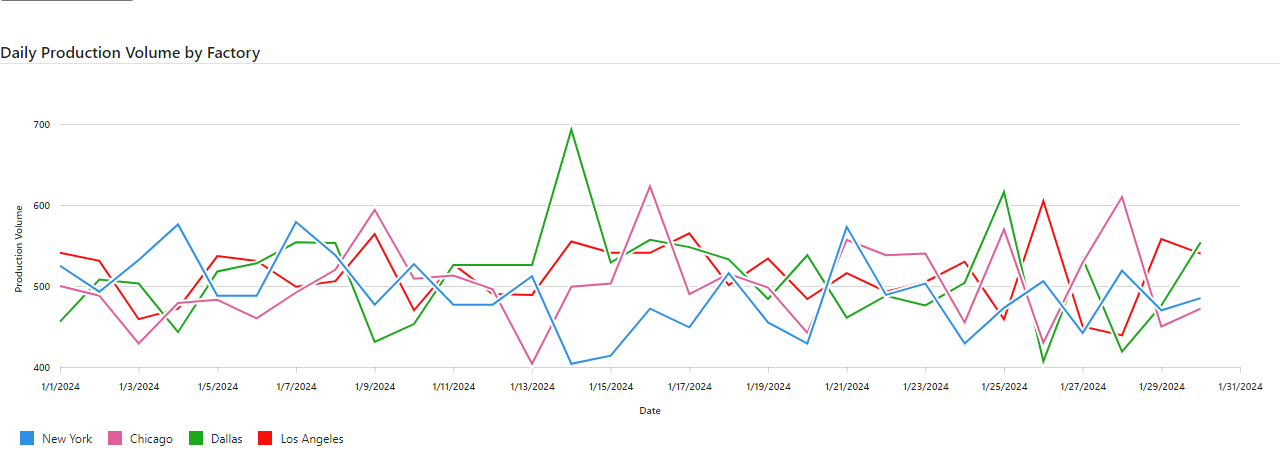 Daily Production Volume by Factory
Production Volume
700
600
500
400
1/1/2024 1/3/2024 1/5/2024 1/7/2024 1/9/2024 1/11/2024 1/13/2024 1/15/2024 1/17/2024 1/19/2024 1/21/2024 1/23/2024 1/25/2024 1/27/2024 1/29/2024 1/31/2024
Date
New York Chicago Dallas Los Angeles